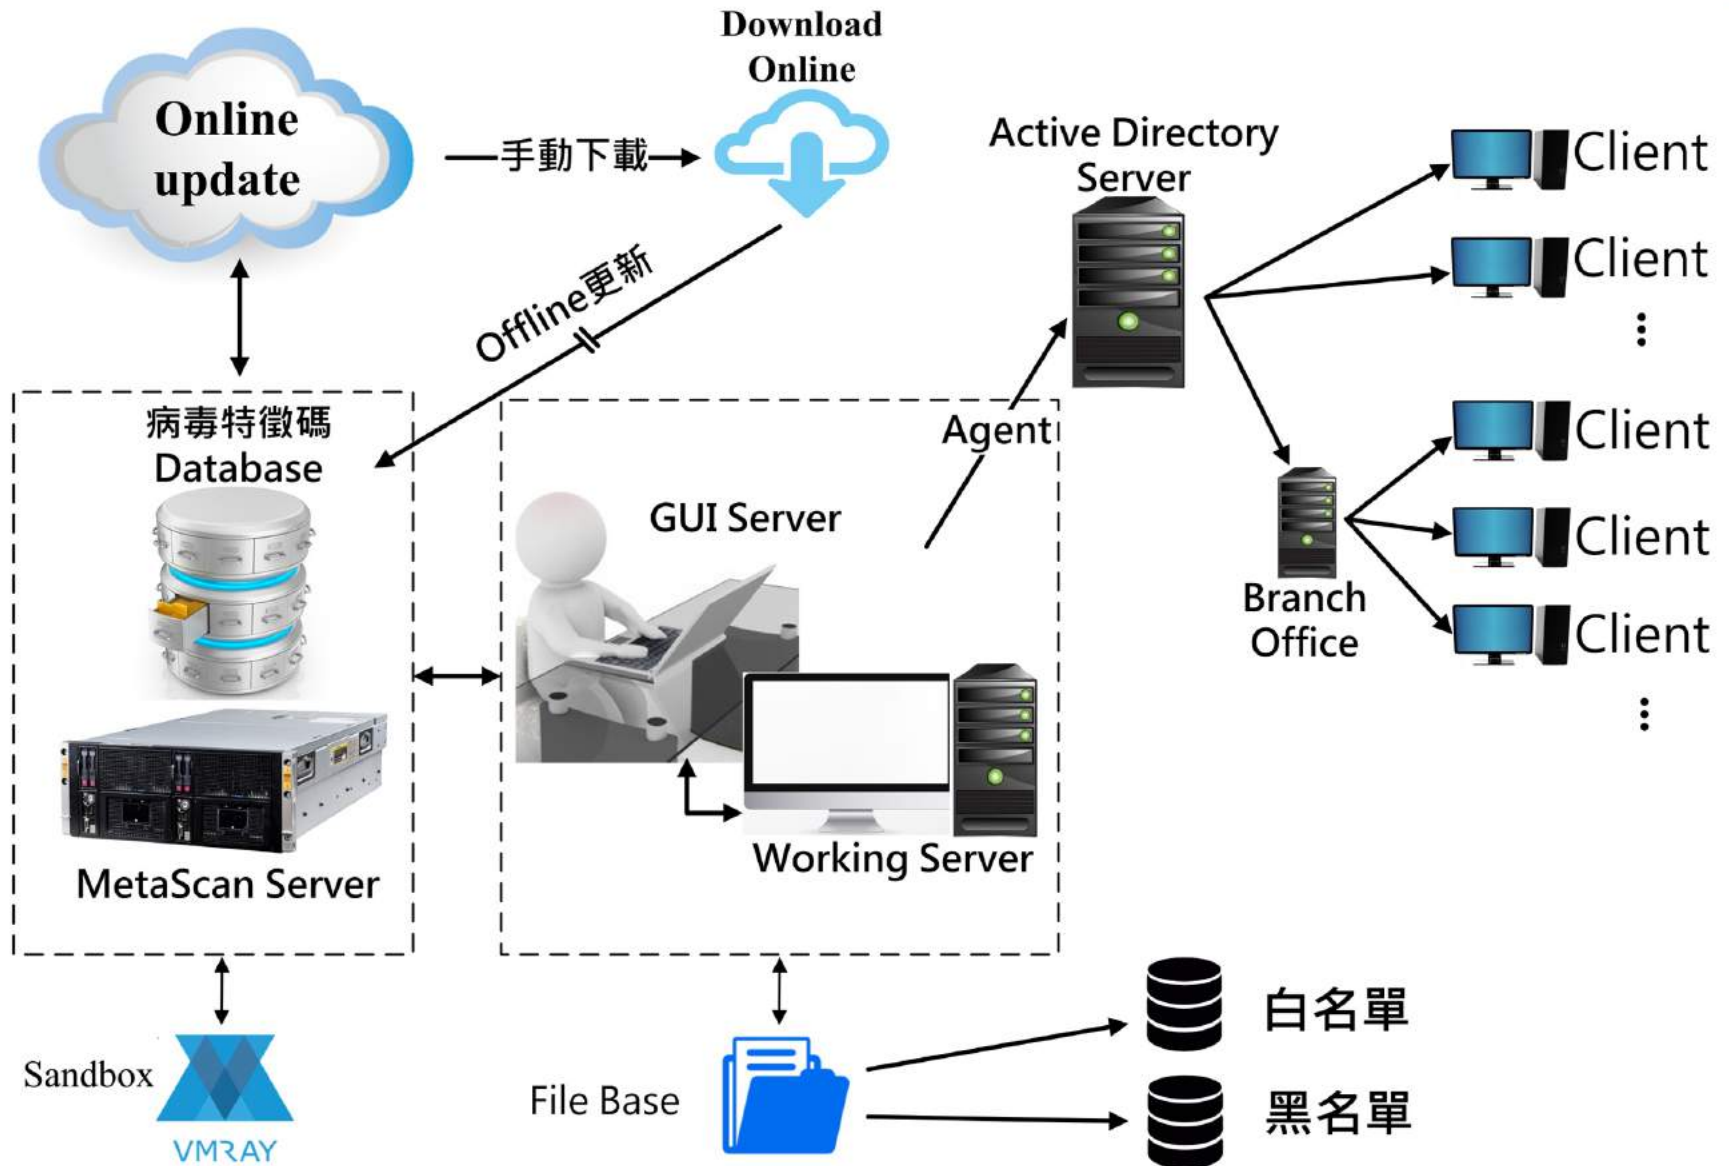 Download
Online
Online
update
手動下載
Active Directory
Server
Client
Client
Offline更新
病毒特徵碼
Database
Agent
GUI Server
Client
Client
Client
Branch
Office
MetaScan Server
Working Server
Sandbox
VMRAY
File Base
白名單
黑名單